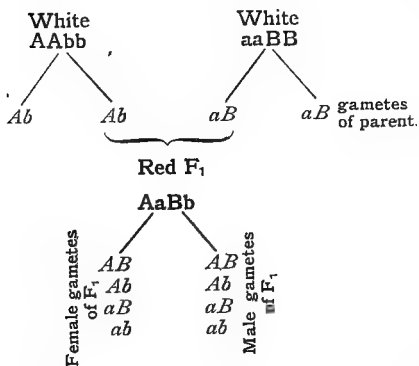 White
AAbb
White
aaBB
Ab
Ab
aB
aB
gametes
of parent.
Red F₁
AaBb
Female gametes
of F₁
AB
Ab
aB
ab
AB
Ab
aB
ab
Male gametes
of F₁